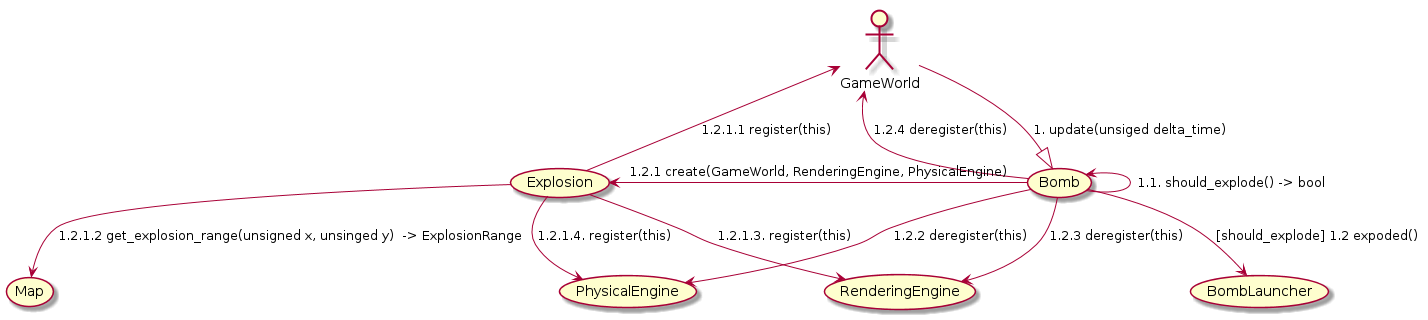 GameWorld
1.2.1.1 register(this)
1.2.4 deregister(this)
1. update(unsiged delta_time)
1.2.1 create(GameWorld, RenderingEngine, PhysicalEngine)
Explosion
Bomb
1.1. should_explode() -> bool
1.2.1.2 get_explosion_range(unsigned x, unsinged y)  -> ExplosionRange
1.2.1.4. register(this)
1.2.1.3. register(this)
1.2.2 deregister(this)
1.2.3 deregister(this)
[should_explode] 1.2 expoded()
Map
PhysicalEngine
RenderingEngine
BombLauncher